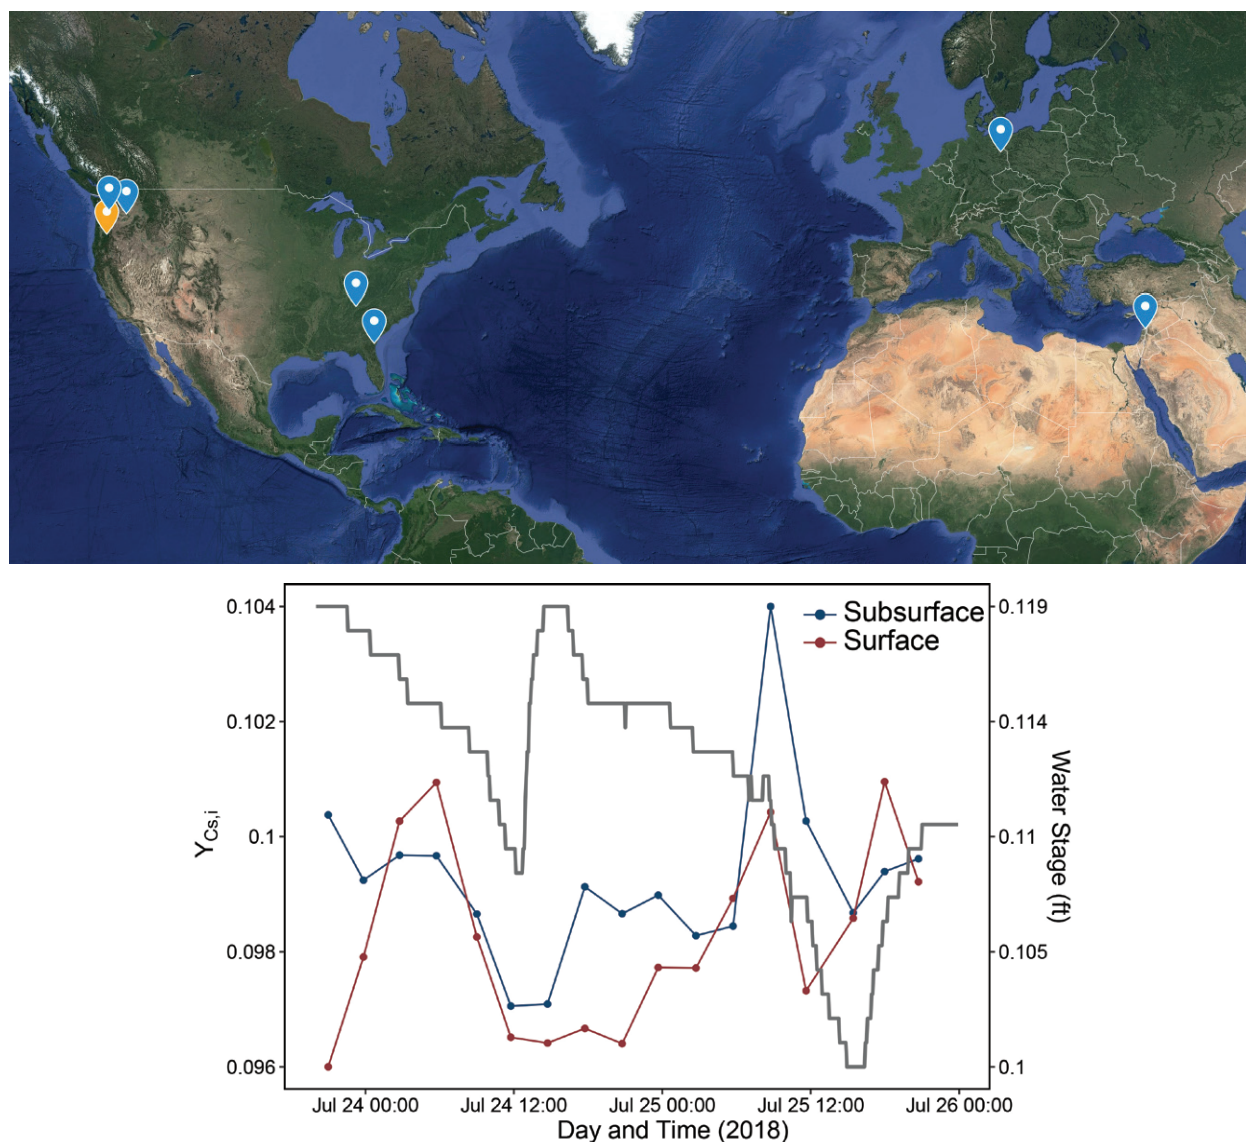 0.104
0.102
0.1
0.098
0.096
Y_Cs,i
Subsurface
Surface
0.119
0.114
0.11
0.105
0.1
Water Stage (ft)
Jul 24 00:00 Jul 24 12:00 Jul 25 00:00 Jul 25 12:00 Jul 26 00:00
Day and Time (2018)